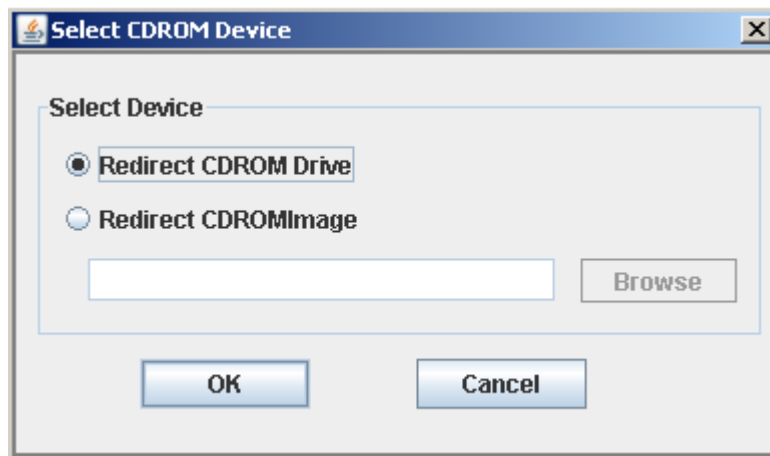 Select CDROM Device
Select Device
Redirect CDROM Drive
Redirect CDROMImage
Browse
OK
Cancel